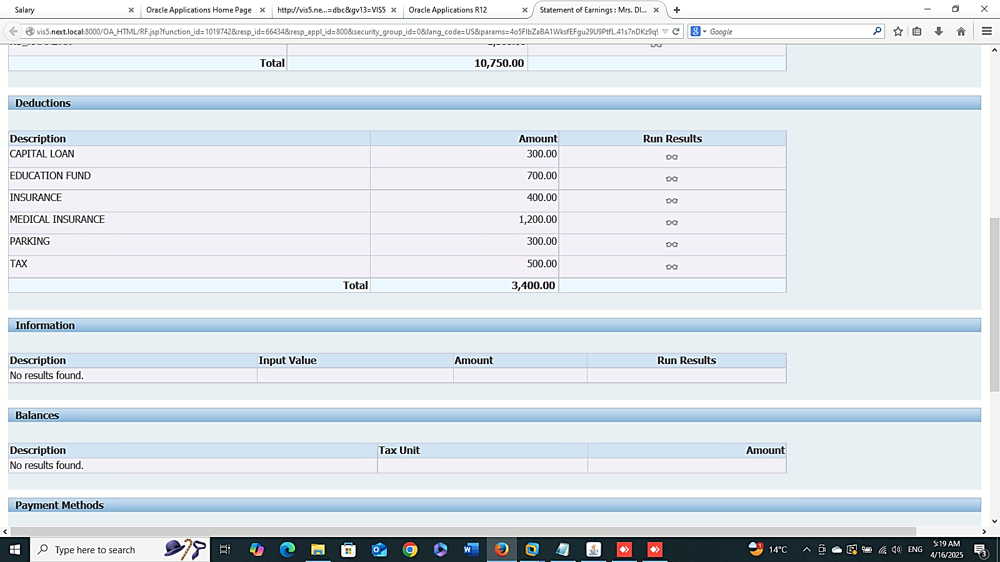 Salary
Oracle Applications Home Page
http://vis5.ne...=dbc&gv13=VIS5
Oracle Applications R12
Statement of Earnings : Mrs. DI...
vis5.next.local:8000/OA_HTML/RF.jsp?function_id=1019742&resp_id=66434&resp_appl_id=800&security_group_id=0&lang_code=US&params=4o5FIbZaBA1WksfEFgu29U9PtfL.41s7nDKz9q
Google
Total 10,750.00
Deductions
Description Amount Run Results
CAPITAL LOAN 300.00
EDUCATION FUND 700.00
INSURANCE 400.00
MEDICAL INSURANCE 1,200.00
PARKING 300.00
TAX 500.00
Total 3,400.00
Information
Description Input Value Amount Run Results
No results found.
Balances
Description Tax Unit Amount
No results found.
Payment Methods
Type here to search
1
14°C
ENG
5:19 AM
4/16/2025
3